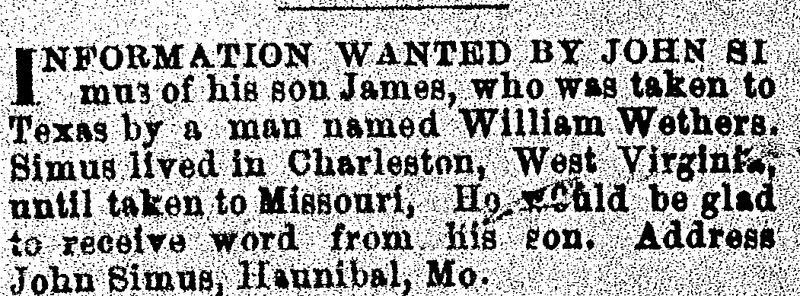 INFORMATION WANTED BY JOHN SI
mus of his son James, who was taken to
Texas by a man named William Wethers.
Simus lived in Charleston, West Virginia,
until taken to Missouri, He would be glad
to receive word from his son. Address
John Simus, Hannibal, Mo.